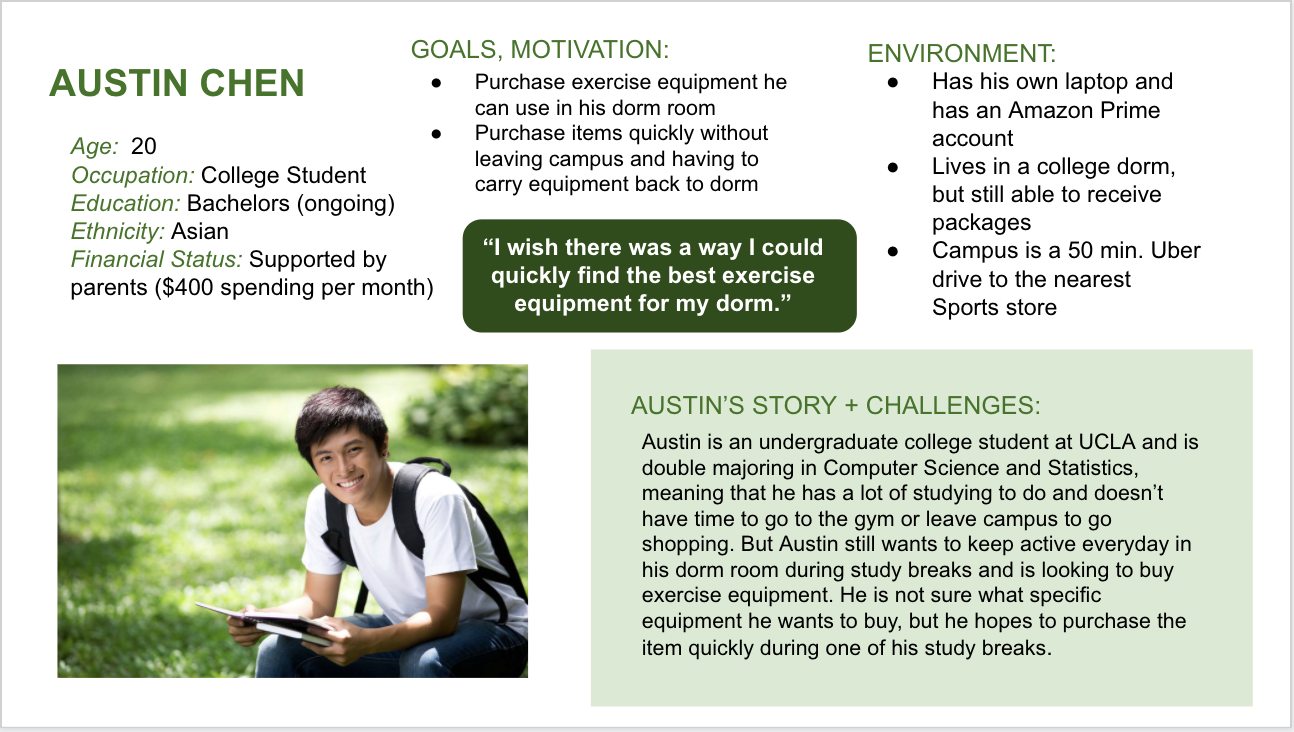 AUSTIN CHEN
Age: 20
Occupation: College Student
Education: Bachelors (ongoing)
Ethnicity: Asian
Financial Status: Supported by
parents ($400 spending per month)
GOALS, MOTIVATION:
● Purchase exercise equipment he
can use in his dorm room
● Purchase items quickly without
leaving campus and having to
carry equipment back to dorm
“I wish there was a way I could
quickly find the best exercise
equipment for my dorm.”
ENVIRONMENT:
● Has his own laptop and
has an Amazon Prime
account
● Lives in a college dorm,
but still able to receive
packages
● Campus is a 50 min. Uber
drive to the nearest
Sports store
AUSTIN’S STORY + CHALLENGES:
Austin is an undergraduate college student at UCLA and is
double majoring in Computer Science and Statistics,
meaning that he has a lot of studying to do and doesn’t
have time to go to the gym or leave campus to go
shopping. But Austin still wants to keep active everyday in
his dorm room during study breaks and is looking to buy
exercise equipment. He is not sure what specific
equipment he wants to buy, but he hopes to purchase the
item quickly during one of his study breaks.